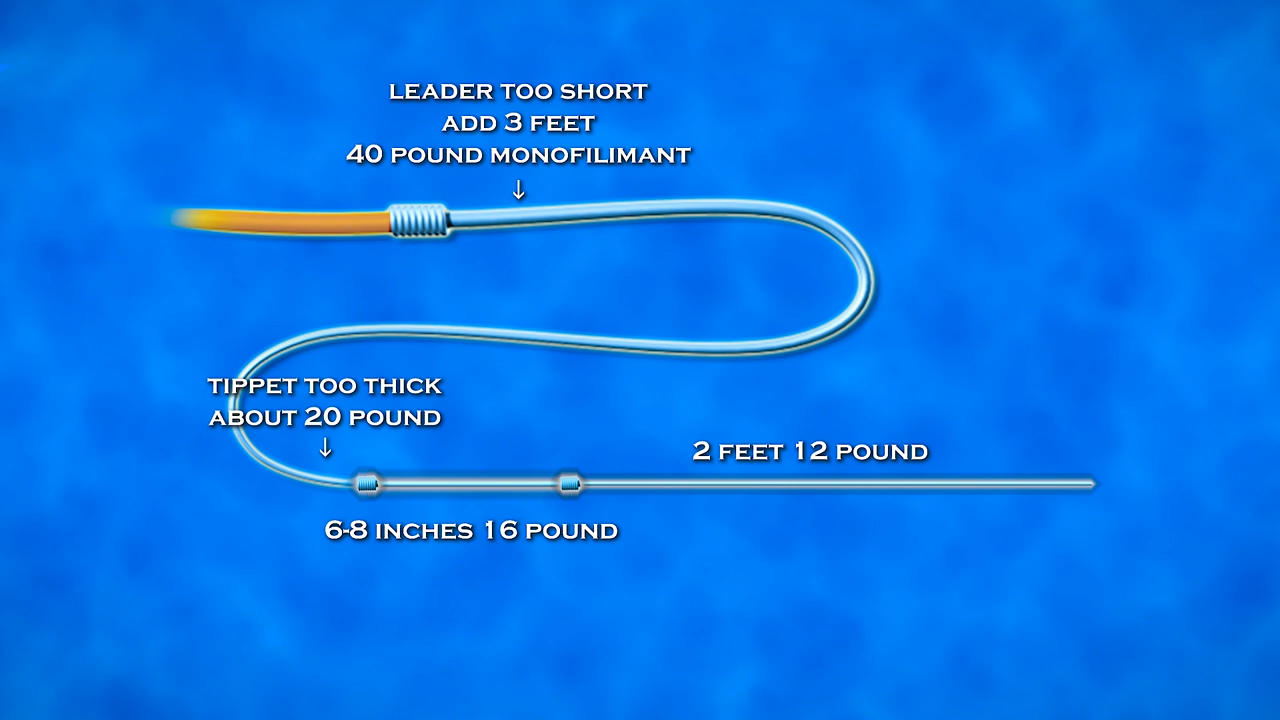 LEADER TOO SHORT
ADD 3 FEET
40 POUND MONOFILIMANT
↓
TIPPET TOO THICK
ABOUT 20 POUND
↓
2 FEET 12 POUND
6-8 INCHES 16 POUND